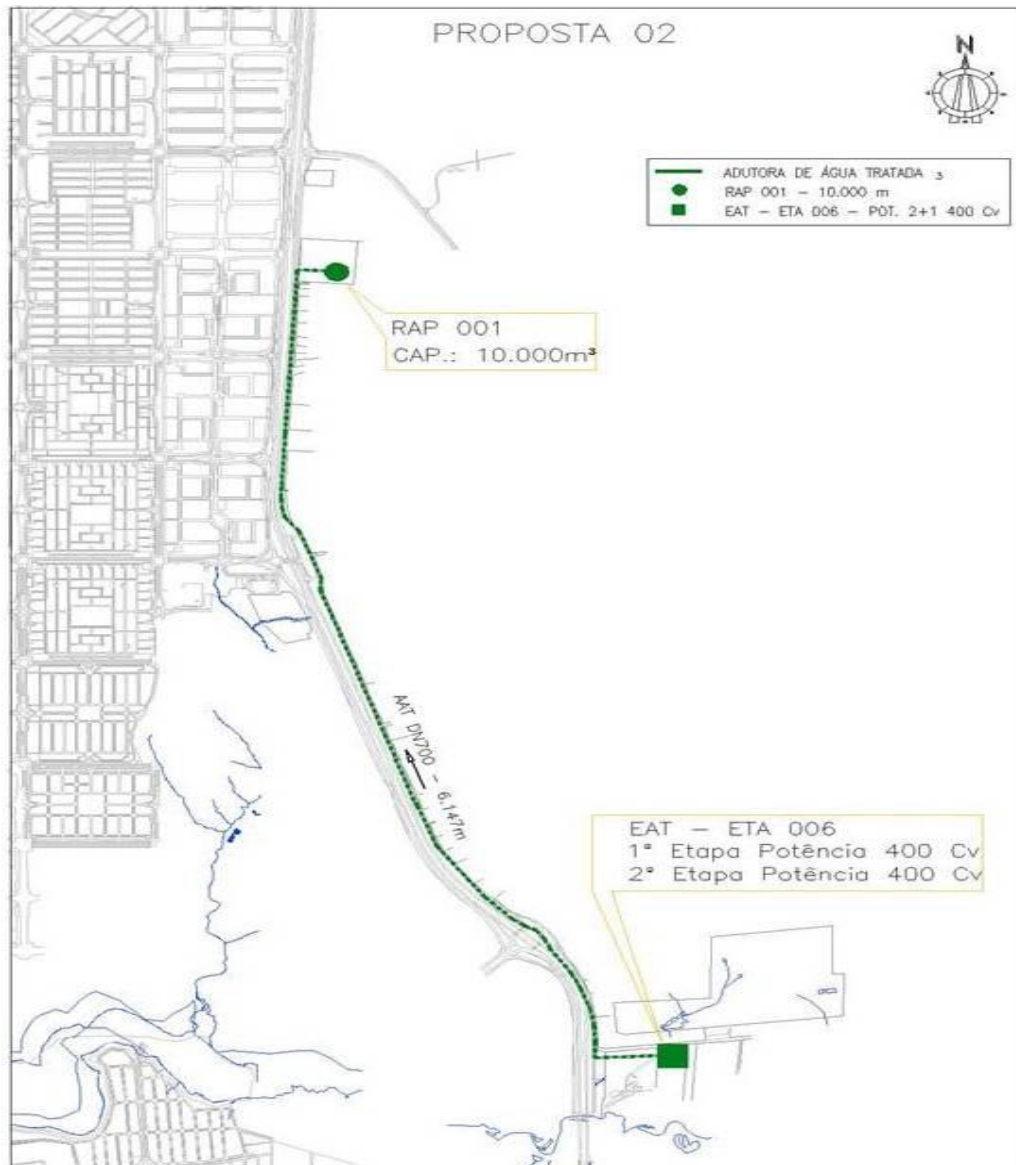 PROPOSTA 02
N
ADUTORA DE ÁGUA TRATADA 3
RAP 001 - 10.000 m
EAT - ETA 006 - POT. 2+1 400 Cv
RAP 001
CAP.: 10.000m³
AAT DN700 - 6.147m
EAT - ETA 006
1ª Etapa Potência 400 Cv
2ª Etapa Potência 400 Cv